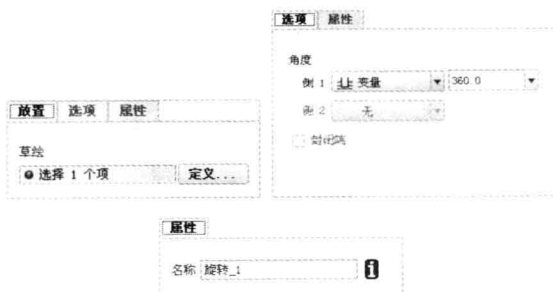 放置 选项 属性
草绘
选择 1 个项 定义...
选项 属性
角度
侧 1 变量 360.0
侧 2 无
封闭端
属性
名称 旋转_1